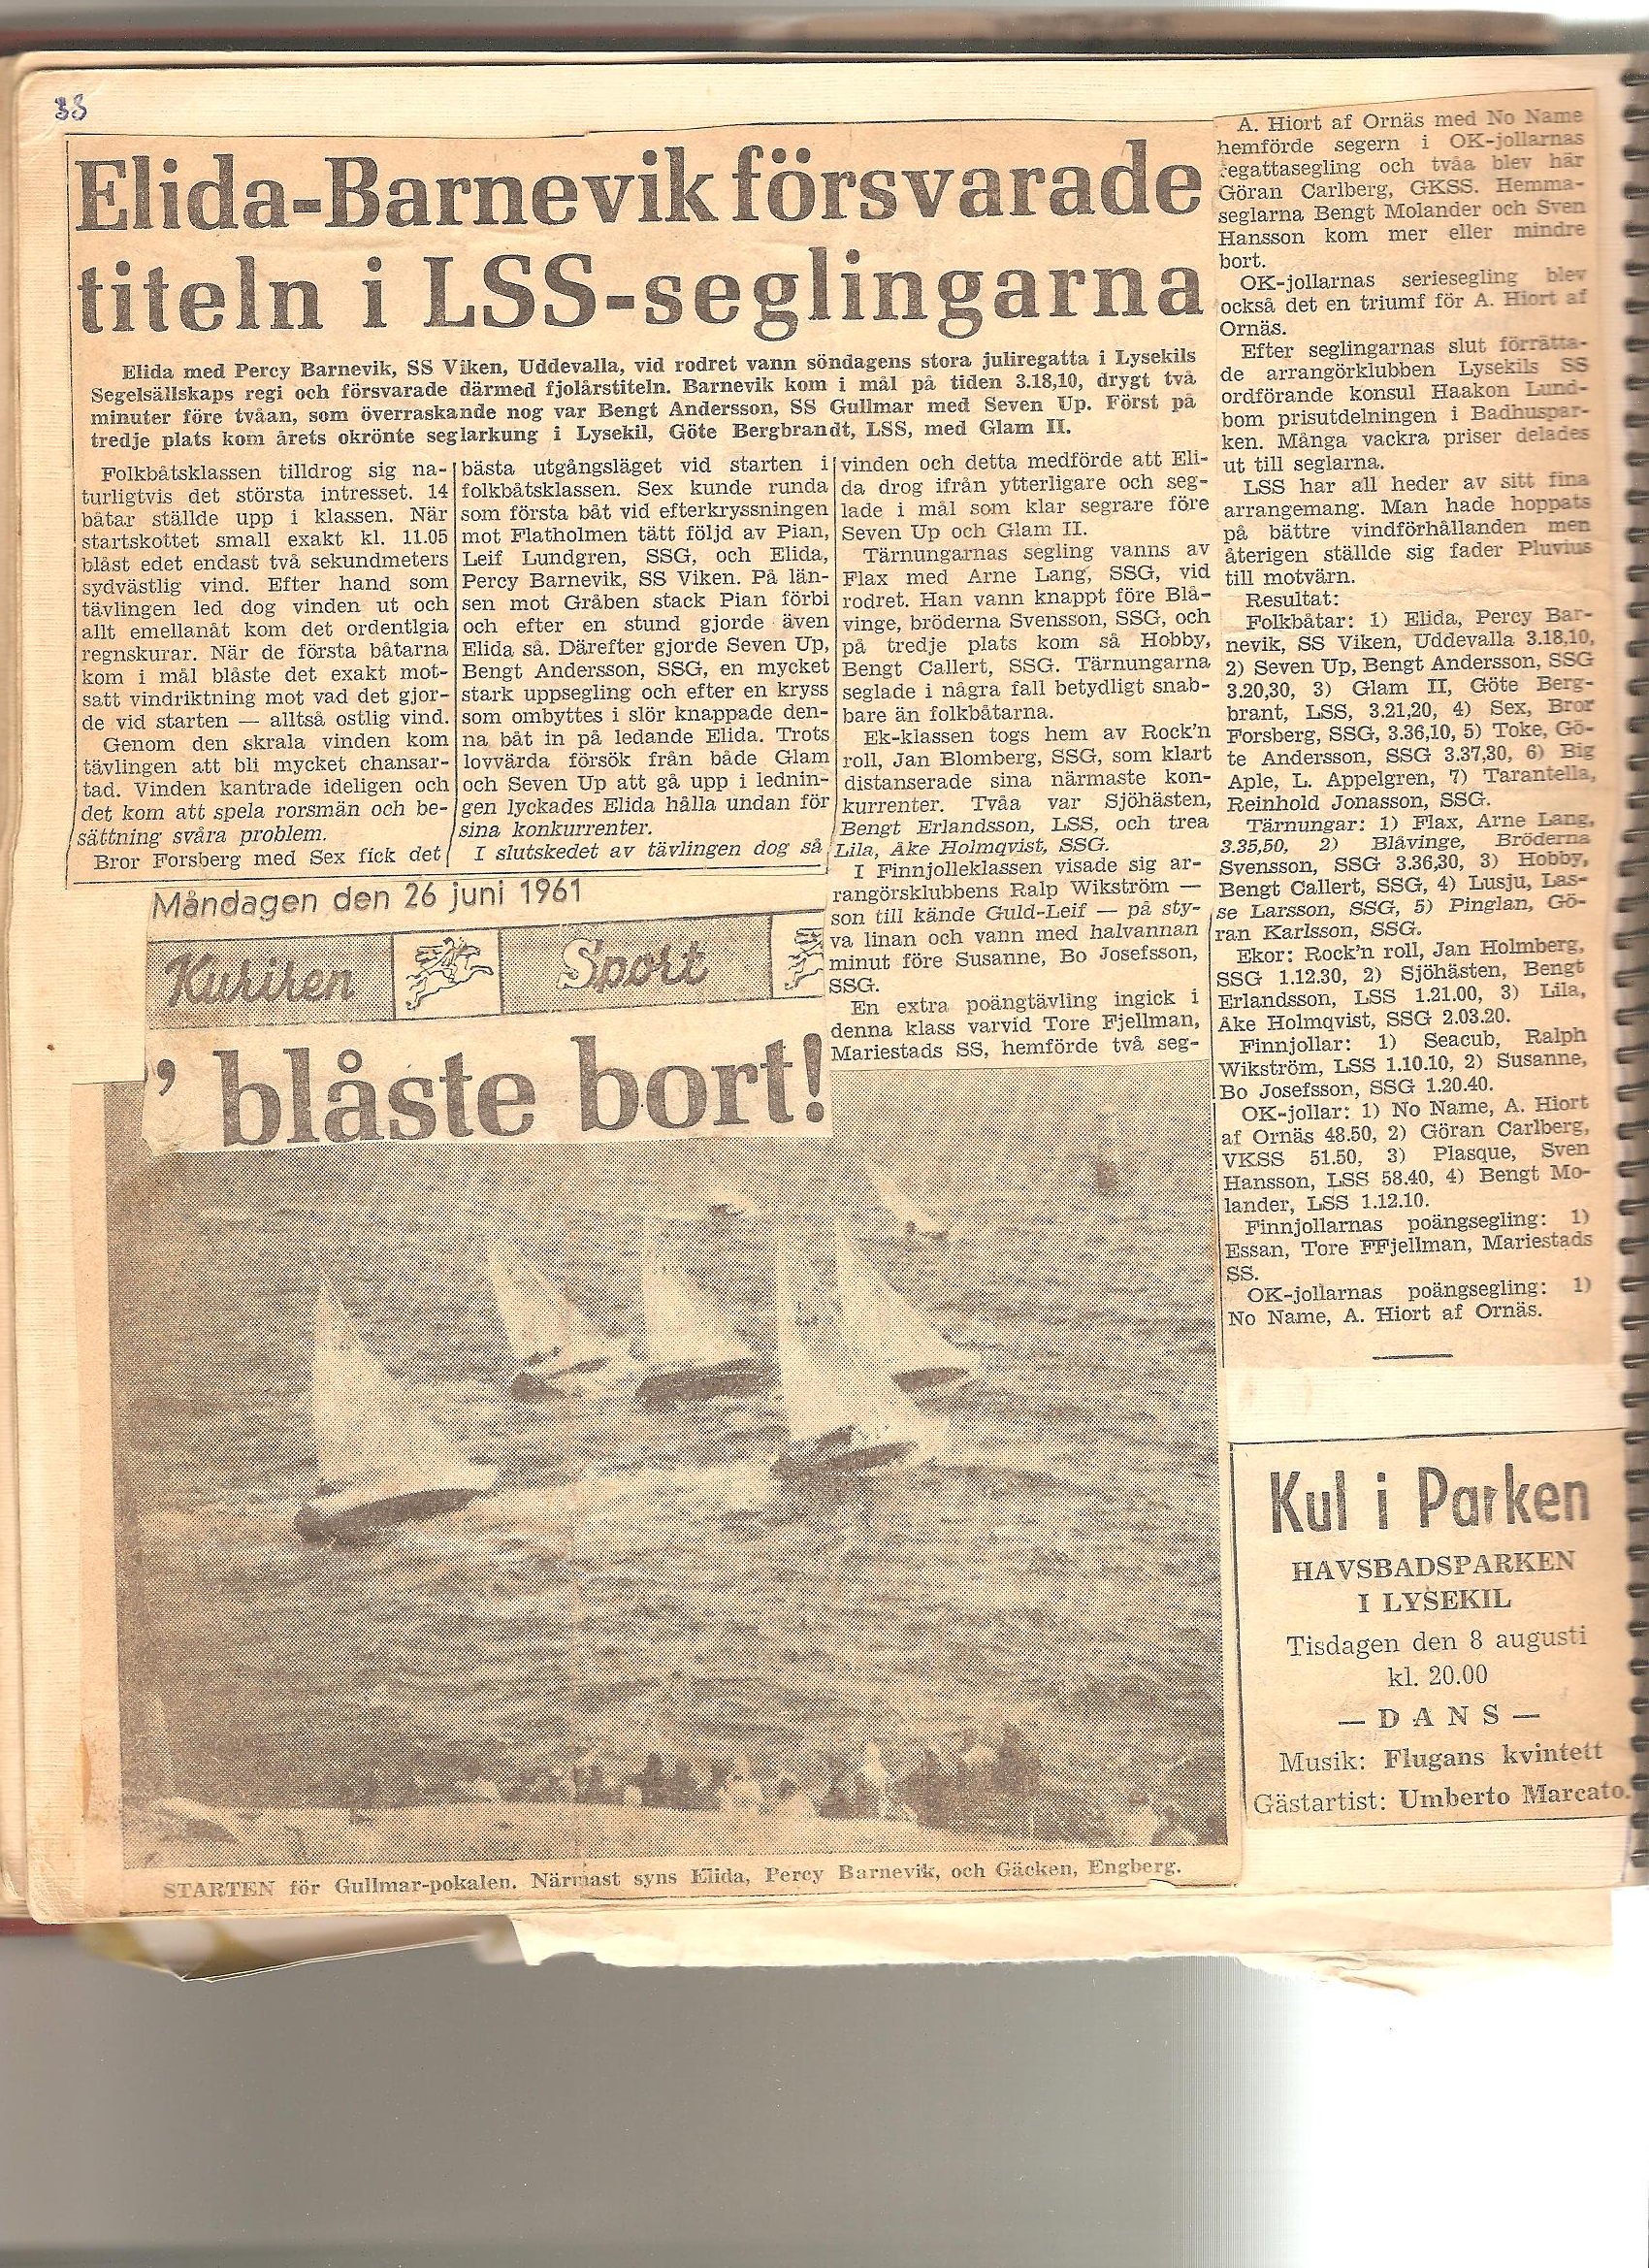 38
Elida-Barnevik försvarade
titeln i LSS-seglingarna
Elida med Percy Barnevik, SS Viken, Uddevalla, vid rodret vann söndagens stora juliregatta i Lysekils
Segelsällskaps regi och försvarade därmed fjolårstiteln. Barnevik kom i mål på tiden 3.18,10, drygt två
minuter före tvåan, som överraskande nog var Bengt Andersson, SS Gullmar med Seven Up. Först på
tredje plats kom årets okrönte seglarkung i Lysekil, Göte Bergbrandt, LSS, med Glam II.
Folkbåtsklassen tilldrog sig na-
turligtvis det största intresset. 14
båtar ställde upp i klassen. När
startskottet small exakt kl. 11.05
blåst edet endast två sekundmeters
sydvästlig vind. Efter hand som
tävlingen led dog vinden ut och
allt emellanåt kom det ordentlgia
regnskurar. När de första båtarna
kom i mål blåste det exakt mot-
satt vindriktning mot vad det gjor-
de vid starten — alltså ostlig vind.
Genom den skrala vinden kom
tävlingen att bli mycket chansar-
tad. Vinden kantrade ideligen och
det kom att spela rorsmän och be-
sättning svåra problem.
Bror Forsberg med Sex fick det
bästa utgångsläget vid starten i
folkbåtsklassen. Sex kunde runda
som första båt vid efterkryssningen
mot Flatholmen tätt följd av Pian,
Leif Lundgren, SSG, och Elida,
Percy Barnevik, SS Viken. På län-
sen mot Gråben stack Pian förbi
och efter en stund gjorde även
Elida så. Därefter gjorde Seven Up,
Bengt Andersson, SSG, en mycket
stark uppsegling och efter en kryss
som ombyttes i slör knappade den-
na båt in på ledande Elida. Trots
lovvärda försök från både Glam
och Seven Up att gå upp i lednin-
gen lyckades Elida hålla undan för
sina konkurrenter.
I slutskedet av tävlingen dog så
vinden och detta medförde att Eli-
da drog ifrån ytterligare och seg-
lade i mål som klar segrare före
Seven Up och Glam II.
Tärnungarnas segling vanns av
Flax med Arne Lang, SSG, vid
rodret. Han vann knappt före Blå-
vinge, bröderna Svensson, SSG, och
på tredje plats kom så Hobby,
Bengt Callert, SSG. Tärnungarna
seglade i några fall betydligt snab-
bare än folkbåtarna.
Ek-klassen togs hem av Rock'n
roll, Jan Blomberg, SSG, som klart
distanserade sina närmaste kon-
kurrenter. Tvåa var Sjöhästen,
Bengt Erlandsson, LSS, och trea
Lila, Åke Holmqvist, SSG.
I Finnjolleklassen visade sig ar-
rangörsklubbens Ralp Wikström —
son till kände Guld-Leif — på sty-
va linan och vann med halvannan
minut före Susanne, Bo Josefsson,
SSG.
En extra poängtävling ingick i
denna klass varvid Tore Fjellman,
Mariestads SS, hemförde två seg-
A. Hiort af Ornäs med No Name
hemförde segern i OK-jollarnas
regattasegling och tvåa blev här
Göran Carlberg, GKSS. Hemma-
seglarna Bengt Molander och Sven
Hansson kom mer eller mindre
bort.
OK-jollarnas seriesegling blev
också det en triumf för A. Hiort af
Ornäs.
Efter seglingarnas slut förrätta-
de arrangörklubben Lysekils SS
ordförande konsul Haakon Lund-
bom prisutdelningen i Badhuspar-
ken. Många vackra priser delades
ut till seglarna.
LSS har all heder av sitt fina
arrangemang. Man hade hoppats
på bättre vindförhållanden men
återigen ställde sig fader Pluvius
till motvärn.
Resultat:
Folkbåtar: 1) Elida, Percy Bar-
nevik, SS Viken, Uddevalla 3.18,10,
2) Seven Up, Bengt Andersson, SSG
3.20,30, 3) Glam II, Göte Berg-
brant, LSS, 3.21,20, 4) Sex, Bror
Forsberg, SSG, 3.36,10, 5) Toke, Gö-
te Andersson, SSG 3.37,30, 6) Big
Aple, L. Appelgren, 7) Tarantella,
Reinhold Jonasson, SSG.
Tärnungar: 1) Flax, Arne Lang,
3.35,50, 2) Blåvinge, Bröderna
Svensson, SSG 3.36,30, 3) Hobby,
Bengt Callert, SSG, 4) Lusju, Las-
se Larsson, SSG, 5) Pinglan, Gö-
ran Karlsson, SSG.
Ekor: Rock'n roll, Jan Holmberg,
SSG 1.12.30, 2) Sjöhästen, Bengt
Erlandsson, LSS 1.21.00, 3) Lila,
Åke Holmqvist, SSG 2.03.20.
Finnjollar: 1) Seacub, Ralph
Wikström, LSS 1.10.10, 2) Susanne,
Bo Josefsson, SSG 1.20.40.
OK-jollar: 1) No Name, A. Hiort
af Ornäs 48.50, 2) Göran Carlberg,
VKSS 51.50, 3) Plasque, Sven
Hansson, LSS 58.40, 4) Bengt Mo-
lander, LSS 1.12.10.
Finnjollarnas poängsegling: 1)
Essan, Tore FFjellman, Mariestads
SS.
OK-jollarnas poängsegling: 1)
No Name, A. Hiort af Ornäs.
Måndagen den 26 juni 1961
Kuriren Sport
’ blåste bort!
STARTEN för Gullmar-pokalen. Närmast syns Elida, Percy Barnevik, och Gäcken, Engberg.
Kul i Parken
HAVSBADSPARKEN
I LYSEKIL
Tisdagen den 8 augusti
kl. 20.00
— D A N S —
Musik: Flugans kvintett
Gästartist: Umberto Marcato.